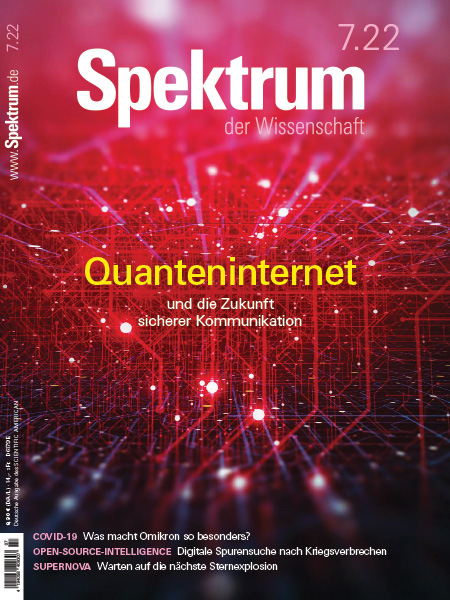 7.22
Spektrum
der Wissenschaft
www.Spektrum.de 7.22
Quanteninternet
und die Zukunft
sicherer Kommunikation
Deutsche Ausgabe des SCIENTIFIC AMERICAN
COVID-19 Was macht Omikron so besonders?
OPEN-SOURCE-INTELLIGENCE Digitale Spurensuche nach Kriegsverbrechen
SUPERNOVA Warten auf die nächste Sternexplosion